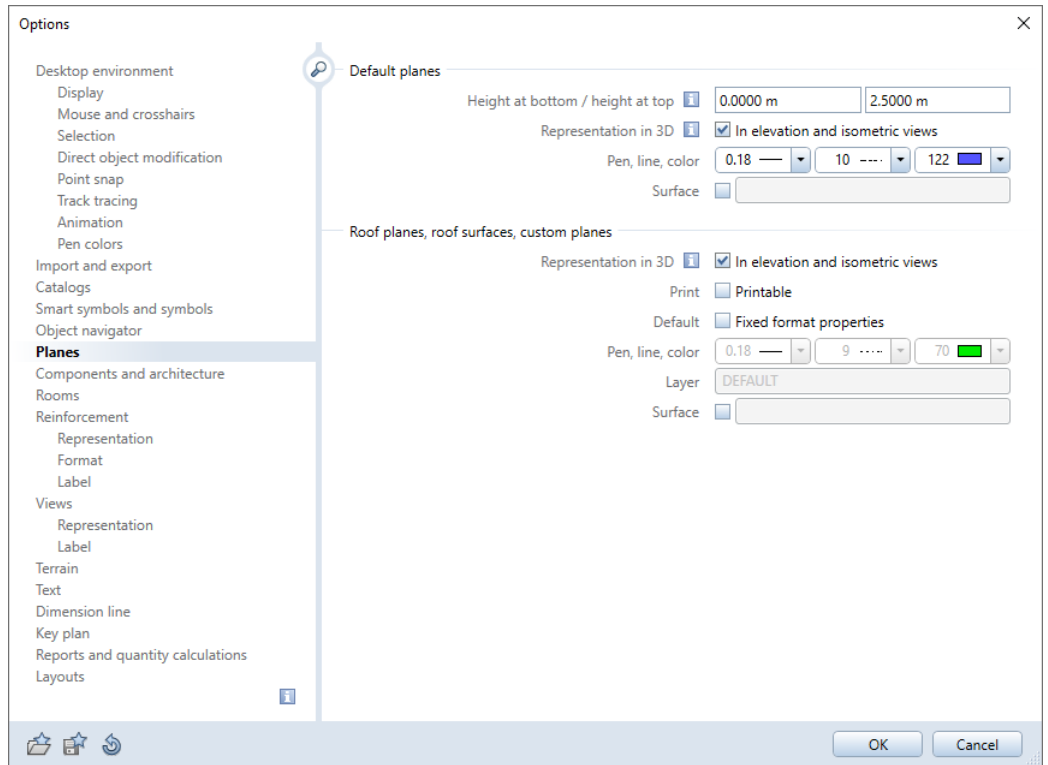 Options
Desktop environment
Display
Mouse and crosshairs
Selection
Direct object modification
Point snap
Track tracing
Animation
Pen colors
Import and export
Catalogs
Smart symbols and symbols
Object navigator
Planes
Components and architecture
Rooms
Reinforcement
Representation
Format
Label
Views
Representation
Label
Terrain
Text
Dimension line
Key plan
Reports and quantity calculations
Layouts
Default planes
Height at bottom / height at top 0.0000 m 2.5000 m
Representation in 3D In elevation and isometric views
Pen, line, color 0.18 10 122
Surface
Roof planes, roof surfaces, custom planes
Representation in 3D In elevation and isometric views
Print Printable
Default Fixed format properties
Pen, line, color 0.18 9 70
Layer DEFAULT
Surface
OK Cancel